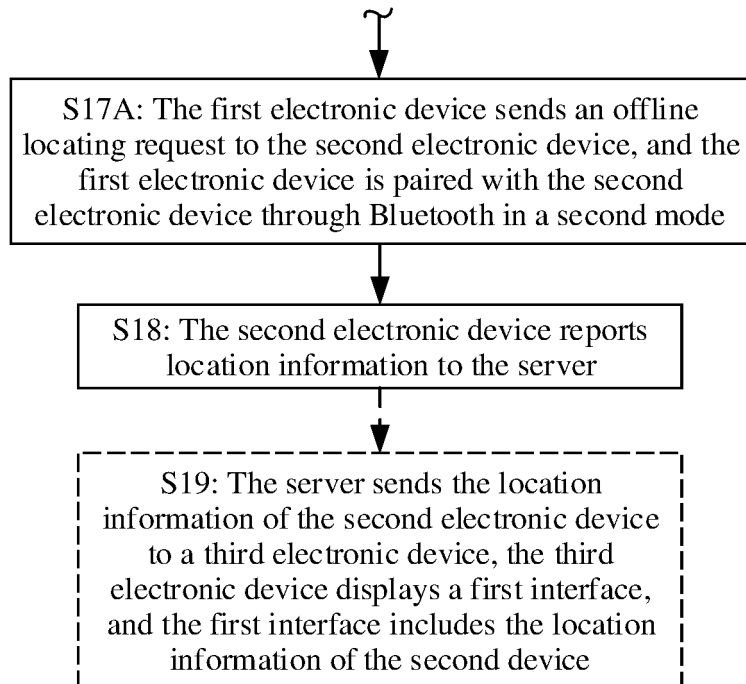 S17A: The first electronic device sends an offline
locating request to the second electronic device, and the
first electronic device is paired with the second
electronic device through Bluetooth in a second mode
S18: The second electronic device reports
location information to the server
S19: The server sends the location
information of the second electronic device
to a third electronic device, the third
electronic device displays a first interface,
and the first interface includes the location
information of the second device